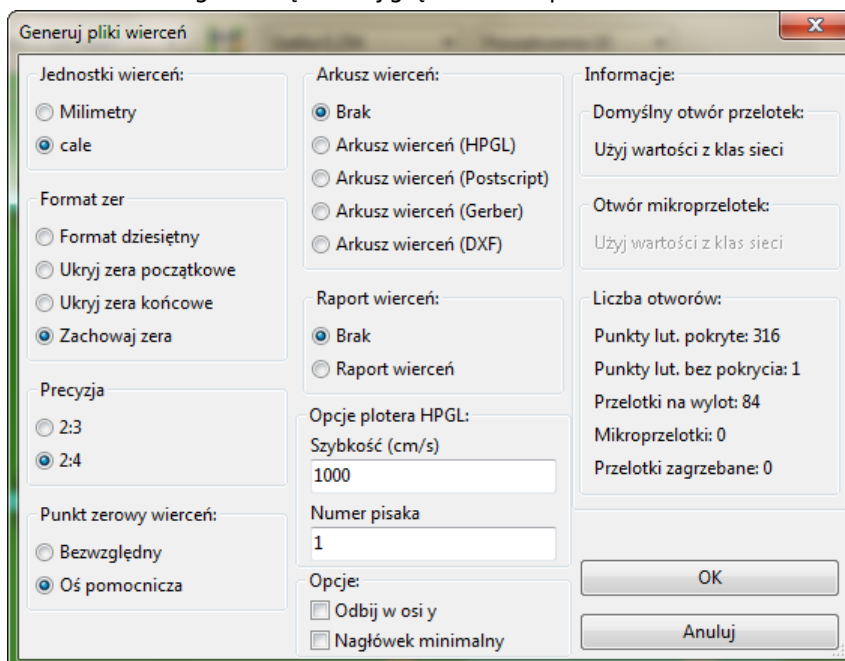 Generuj pliki wierceń
Jednostki wierceń:
Milimetry
cale
Format zer
Format dziesiętny
Ukryj zera początkowe
Ukryj zera końcowe
Zachowaj zera
Precyzja
2:3
2:4
Punkt zerowy wierceń:
Bezwzględny
Oś pomocnicza
Arkusz wierceń:
Brak
Arkusz wierceń (HPGL)
Arkusz wierceń (Postscript)
Arkusz wierceń (Gerber)
Arkusz wierceń (DXF)
Raport wierceń:
Brak
Raport wierceń
Opcje plotera HPGL:
Szybkość (cm/s)
1000
Numer pisaka
1
Opcje:
Odbij w osi y
Nagłówek minimalny
Informacje:
Domyślny otwór przelotek:
Użyj wartości z klas sieci
Otwór mikroprzelotek:
Użyj wartości z klas sieci
Liczba otworów:
Punkty lut. pokryte: 316
Punkty lut. bez pokrycia: 1
Przelotki na wylot: 84
Mikroprzelotki: 0
Przelotki zagrzebane: 0
OK
Anuluj